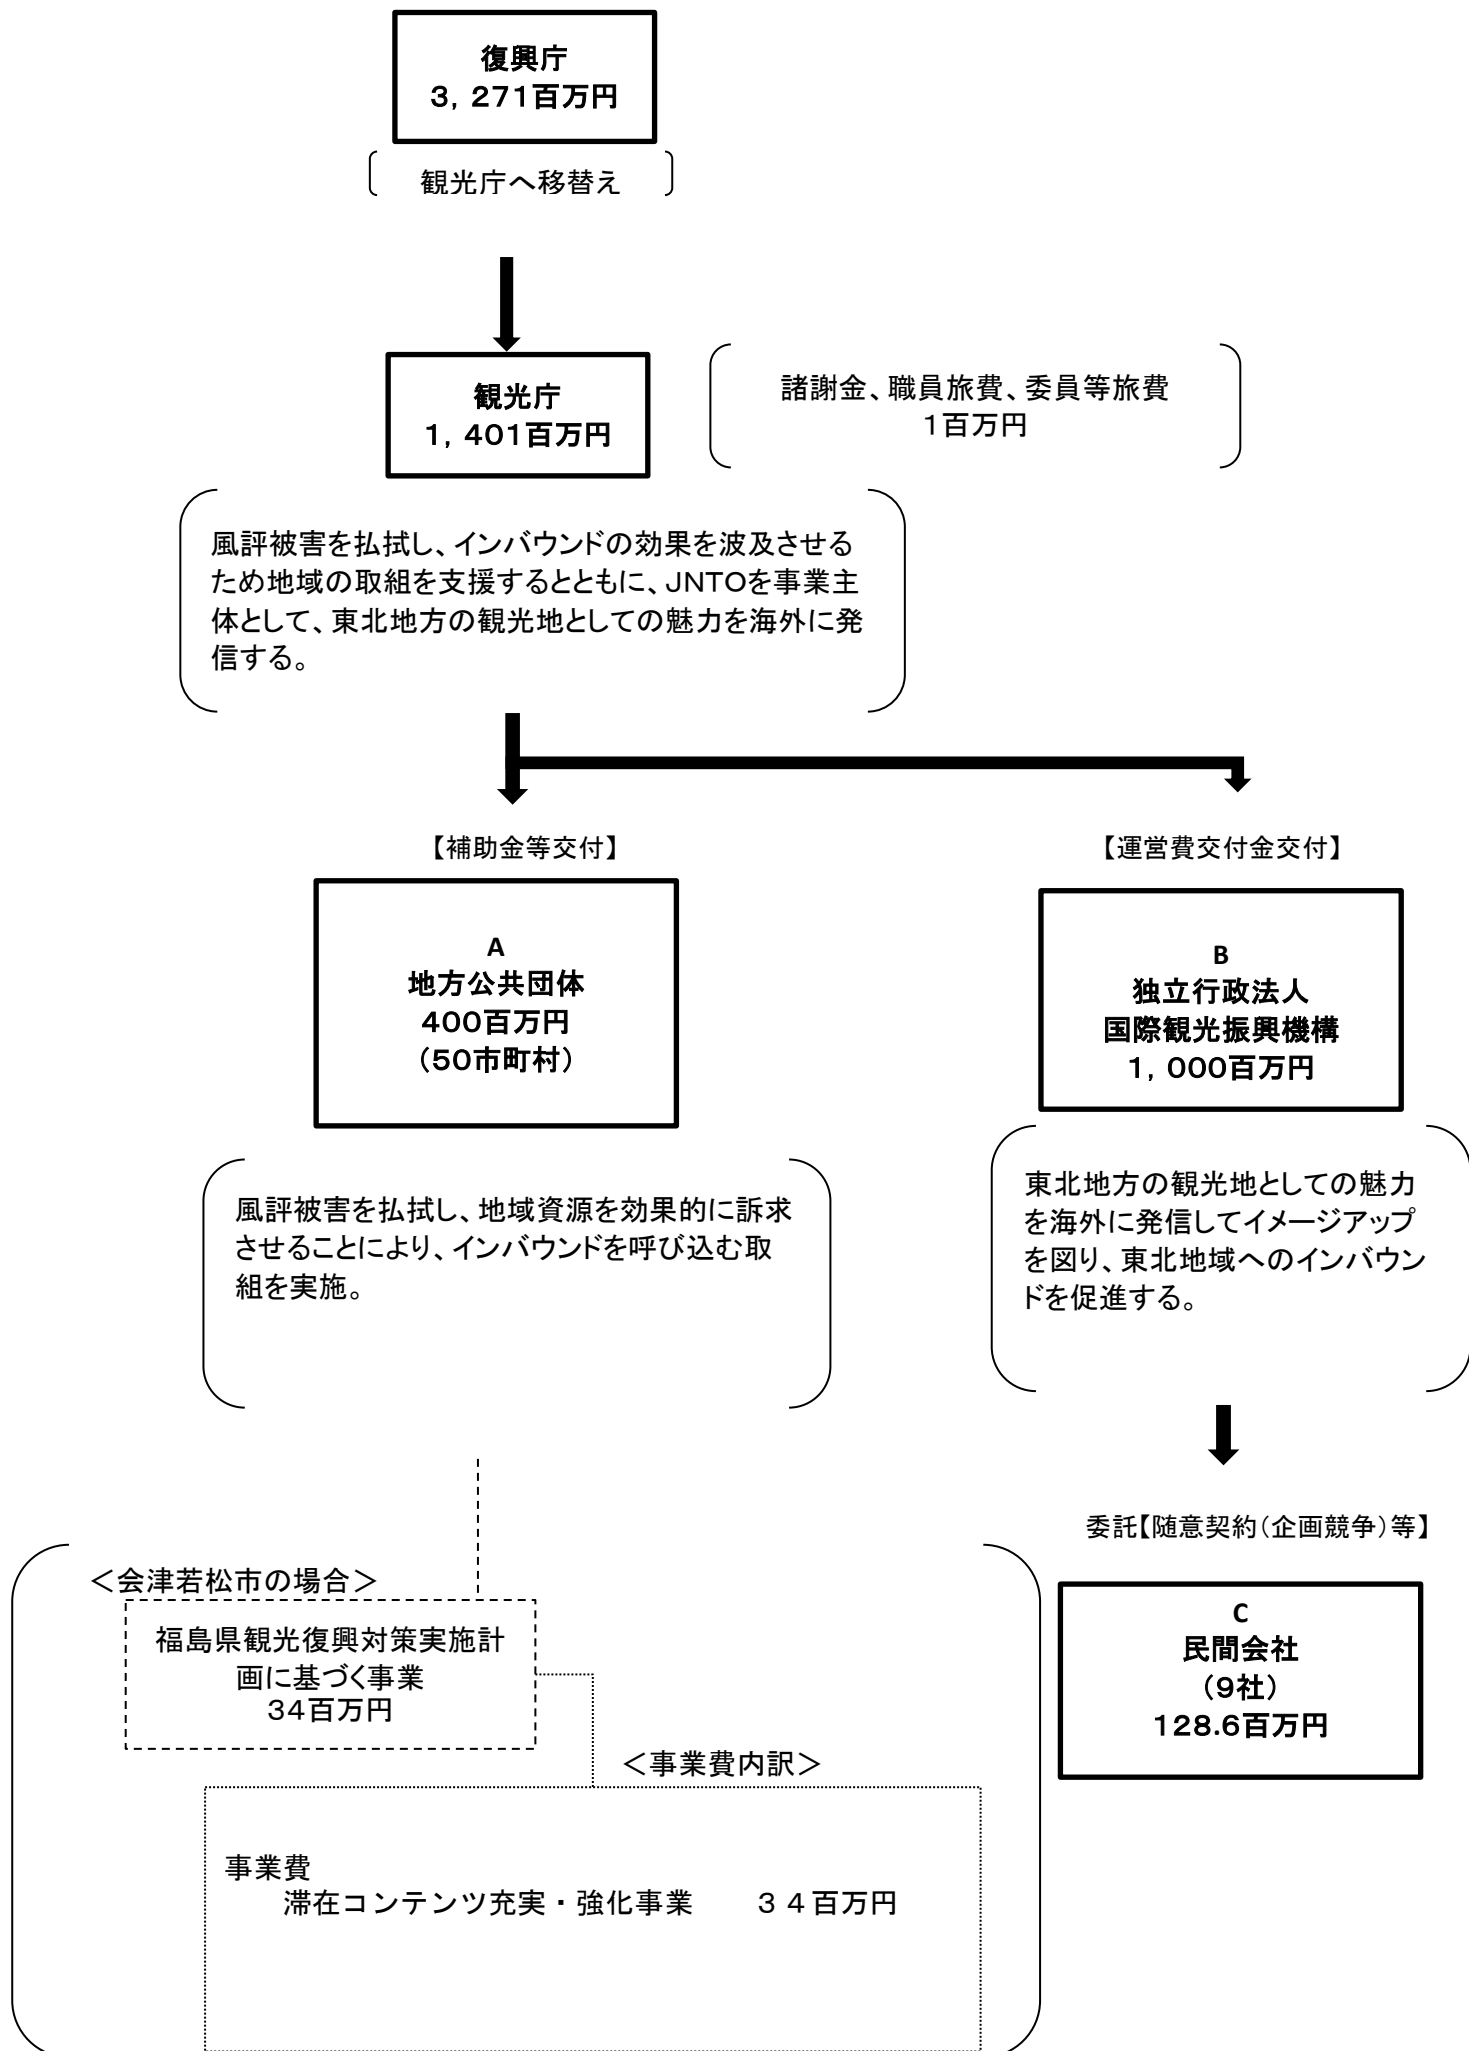 復興庁
３，２７１百万円
観光庁へ移替え
観光庁
１，４０１百万円
諸謝金、職員旅費、委員等旅費
１百万円
風評被害を払拭し、インバウンドの効果を波及させる
ため地域の取組を支援するとともに、JNTOを事業主
体として、東北地方の観光地としての魅力を海外に発
信する。
【補助金等交付】
【運営費交付金交付】
A
地方公共団体
４００百万円
（５０市町村）
B
独立行政法人
国際観光振興機構
１，０００百万円
風評被害を払拭し、地域資源を効果的に訴求
させることにより、インバウンドを呼び込む取
組を実施。
東北地方の観光地としての魅力
を海外に発信してイメージアップ
を図り、東北地域へのインバウン
ドを促進する。
委託【随意契約（企画競争）等】
C
民間会社
（９社）
１２８.６百万円
＜会津若松市の場合＞
福島県観光復興対策実施計
画に基づく事業
３４百万円
＜事業費内訳＞
事業費
滞在コンテンツ充実・強化事業　　３４百万円